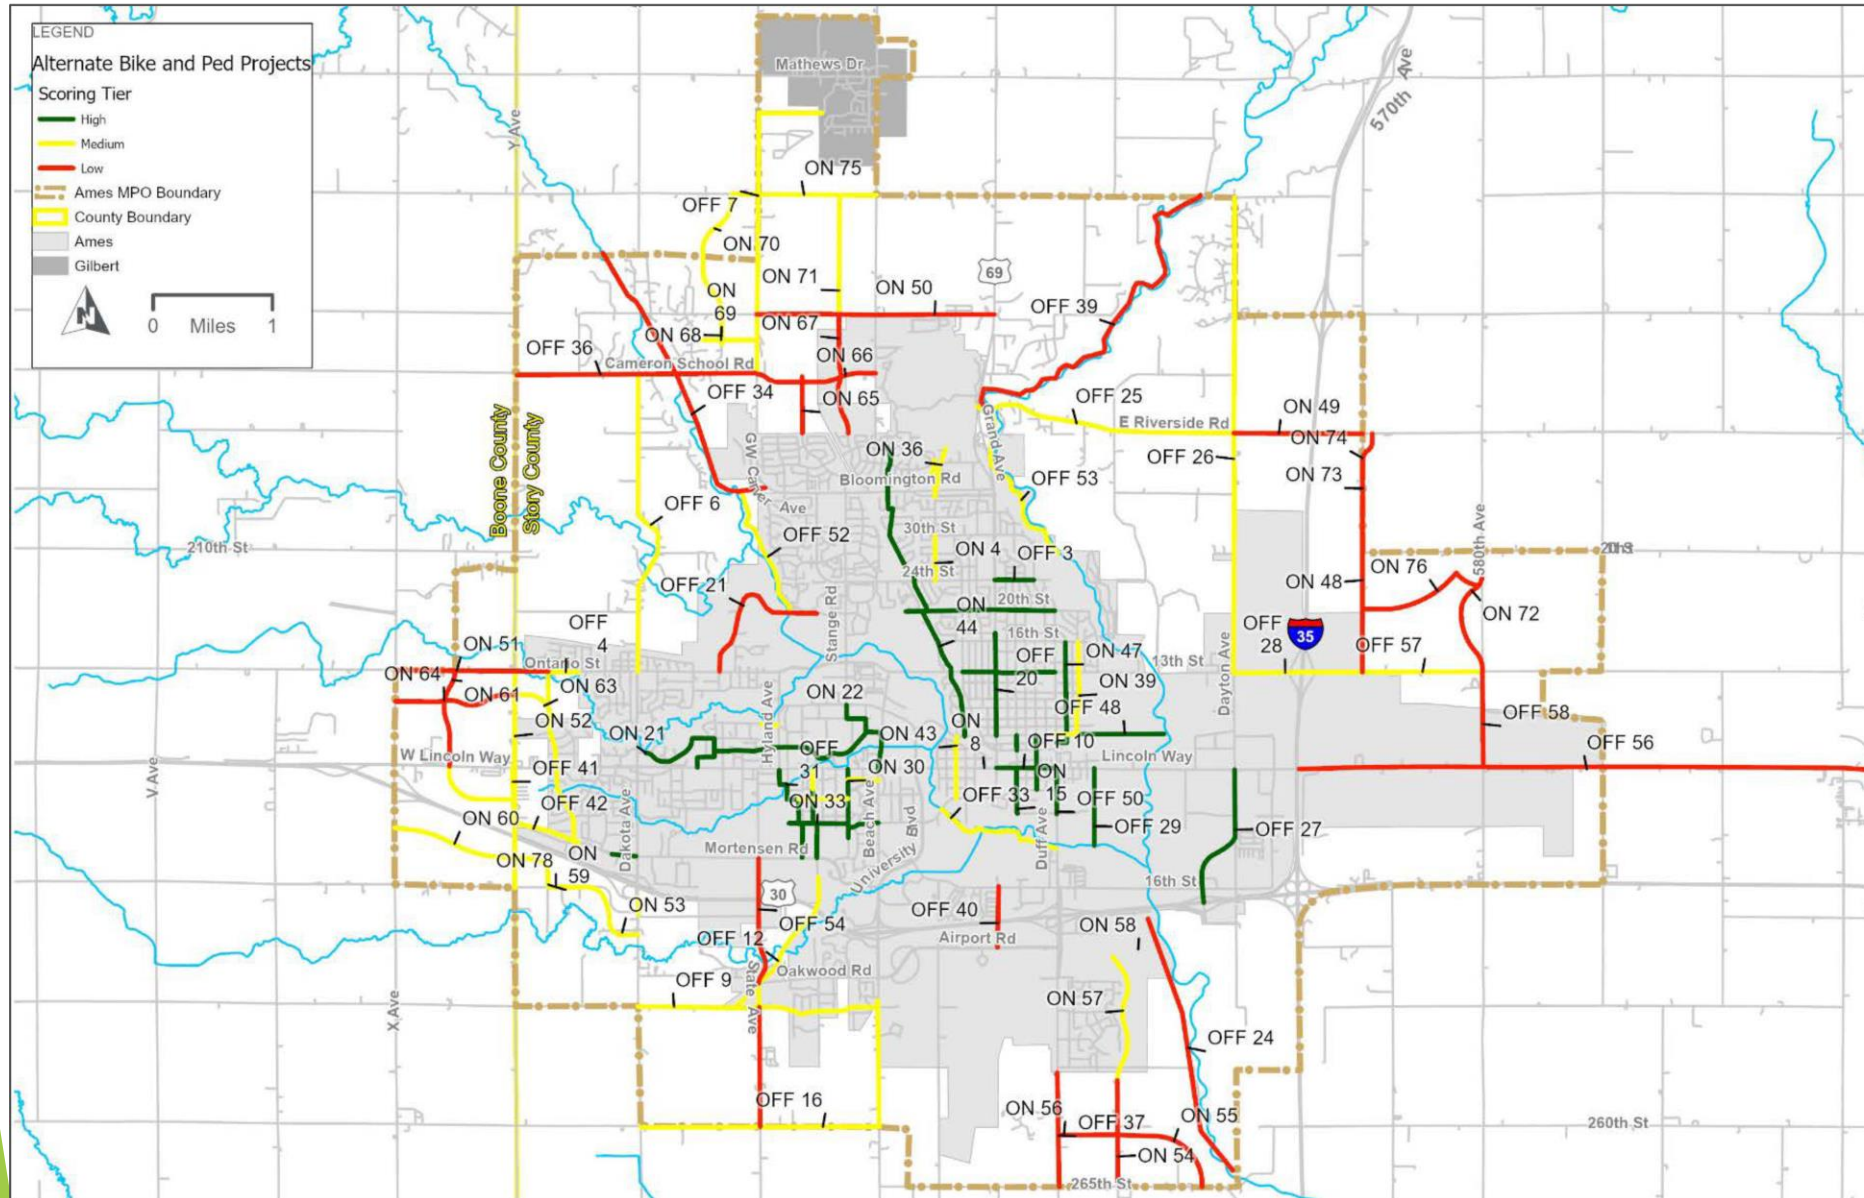 LEGEND
Alternate Bike and Ped Projects
Scoring Tier
High
Medium
Low
Ames MPO Boundary
County Boundary
Ames
Gilbert
N
0 Miles 1
Mathews Dr
Y Ave
570th Ave
ON 75
OFF 7
ON 70
ON 71
ON 50
69
OFF 39
ON
69
ON 68
ON 67
OFF 36
Cameron School Rd
ON 66
OFF 34
ON 65
OFF 25
E Riverside Rd
ON 49
ON 74
Grand Ave
GW Carver Ave
ON 36
Bloomington Rd
OFF 26
ON 73
OFF 53
Boone County
Story County
OFF 6
30th St
OFF 52
210th St
ON 4
OFF 3
24th St
580th Ave
ON 48
ON 76
OFF 21
Stange Rd
20th St
ON
44
ON 72
OFF
4
16th St
OFF
28
35
OFF 57
ON 51
Ontario St
OFF
20
ON 47
13th St
Dayton Ave
ON 64
ON 61
ON 63
ON 22
ON 39
OFF 58
ON 52
ON 21
Hyland Ave
OFF
31
ON 43
ON
8
OFF 48
OFF 10
Lincoln Way
OFF 56
W Lincoln Way
V Ave
OFF 41
ON 30
ON
15
OFF 42
Dakota Ave
ON 33
Beach Ave
OFF 33
OFF 50
ON 60
University Blvd
Duff Ave
OFF 29
OFF 27
ON 78
ON
59
Mortensen Rd
16th St
30
ON 53
OFF 54
OFF 40
ON 58
OFF 12
Airport Rd
Oakwood Rd
State Ave
OFF 9
X Ave
ON 57
OFF 24
OFF 16
ON 56
OFF 37
ON 55
ON 54
260th St
265th St